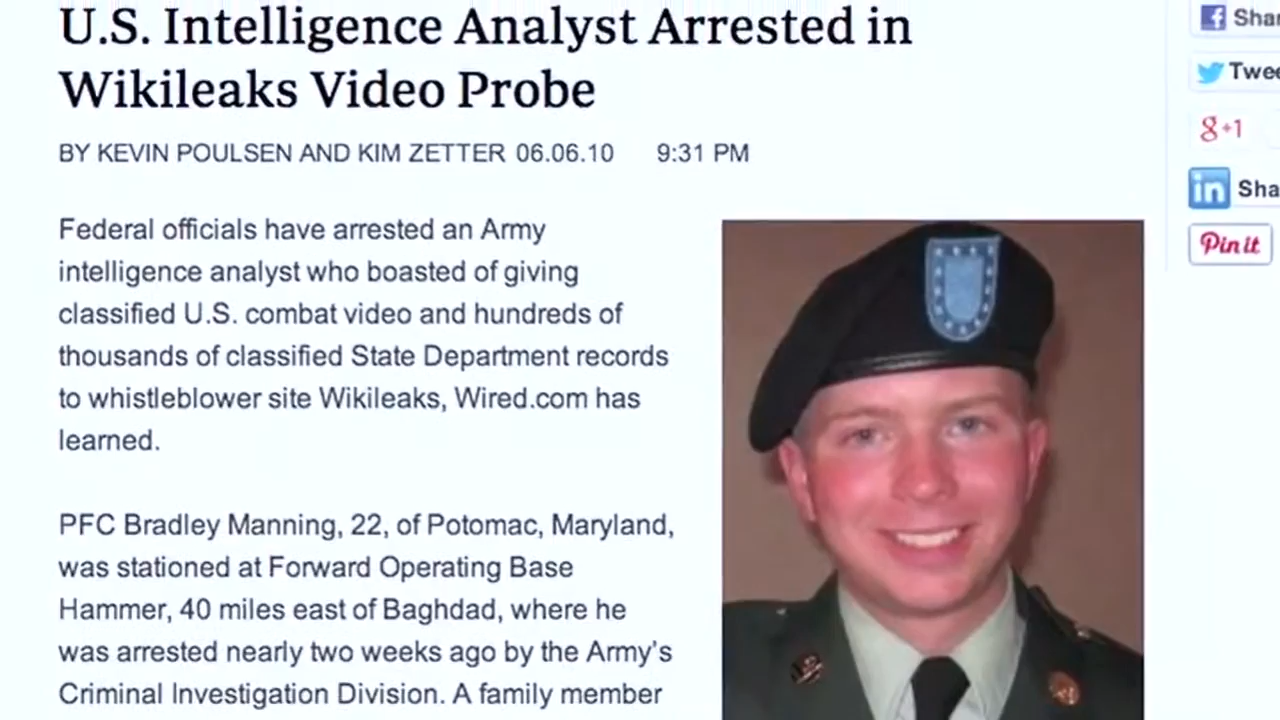 U.S. Intelligence Analyst Arrested in
Wikileaks Video Probe
BY KEVIN POULSEN AND KIM ZETTER 06.06.10 9:31 PM
Federal officials have arrested an Army
intelligence analyst who boasted of giving
classified U.S. combat video and hundreds of
thousands of classified State Department records
to whistleblower site Wikileaks, Wired.com has
learned.
PFC Bradley Manning, 22, of Potomac, Maryland,
was stationed at Forward Operating Base
Hammer, 40 miles east of Baghdad, where he
was arrested nearly two weeks ago by the Army's
Criminal Investigation Division. A family member
f Shar
Twee
g+1
in Sha
Pin it